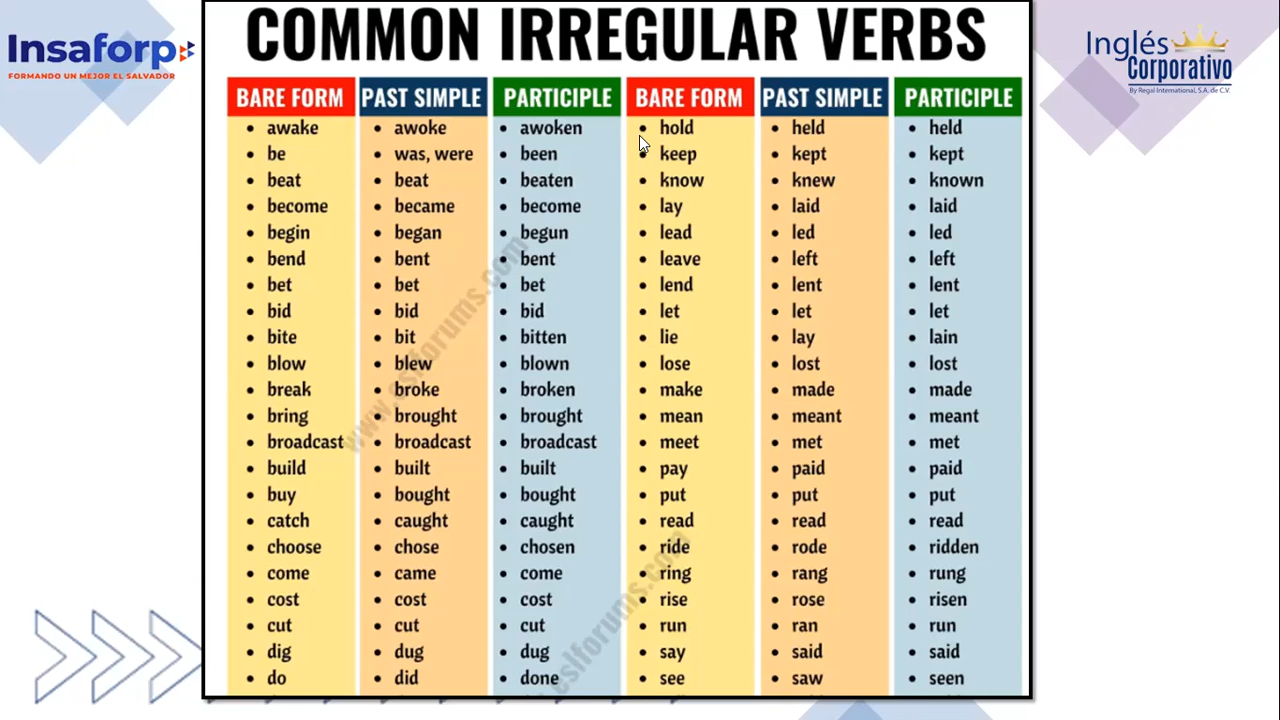 COMMON IRREGULAR VERBS
Insaforp
FORMANDO UN MEJOR EL SALVADOR
Inglés
Corporativo
By Regal International, S.A. de C.V.
BARE FORM PAST SIMPLE PARTICIPLE BARE FORM PAST SIMPLE PARTICIPLE
• awake • awoke • awoken • hold • held • held
• be • was, were • been • keep • kept • kept
• beat • beat • beaten • know • knew • known
• become • became • become • lay • laid • laid
• begin • began • begun • lead • led • led
• bend • bent • bent • leave • left • left
• bet • bet • bet • lend • lent • lent
• bid • bid • bid • let • let • let
• bite • bit • bitten • lie • lay • lain
• blow • blew • blown • lose • lost • lost
• break • broke • broken • make • made • made
• bring • brought • brought • mean • meant • meant
• broadcast • broadcast • broadcast • meet • met • met
• build • built • built • pay • paid • paid
• buy • bought • bought • put • put • put
• catch • caught • caught • read • read • read
• choose • chose • chosen • ride • rode • ridden
• come • came • come • ring • rang • rung
• cost • cost • cost • rise • rose • risen
• cut • cut • cut • run • ran • run
• dig • dug • dug • say • said • said
• do • did • done • see • saw • seen
www.eslforums.com